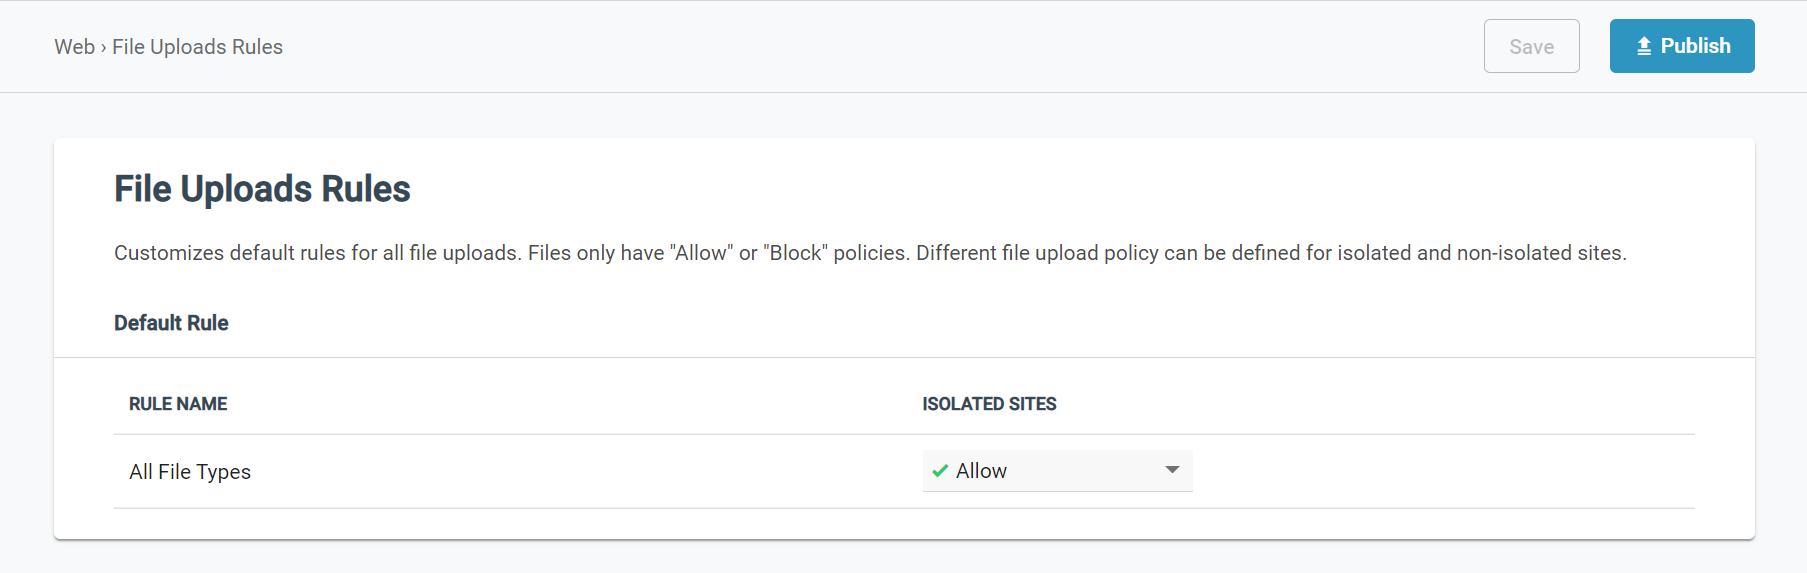 Web › File Uploads Rules
Save
Publish
File Uploads Rules
Customizes default rules for all file uploads. Files only have "Allow" or "Block" policies. Different file upload policy can be defined for isolated and non-isolated sites.
Default Rule
RULE NAME
ISOLATED SITES
All File Types
Allow